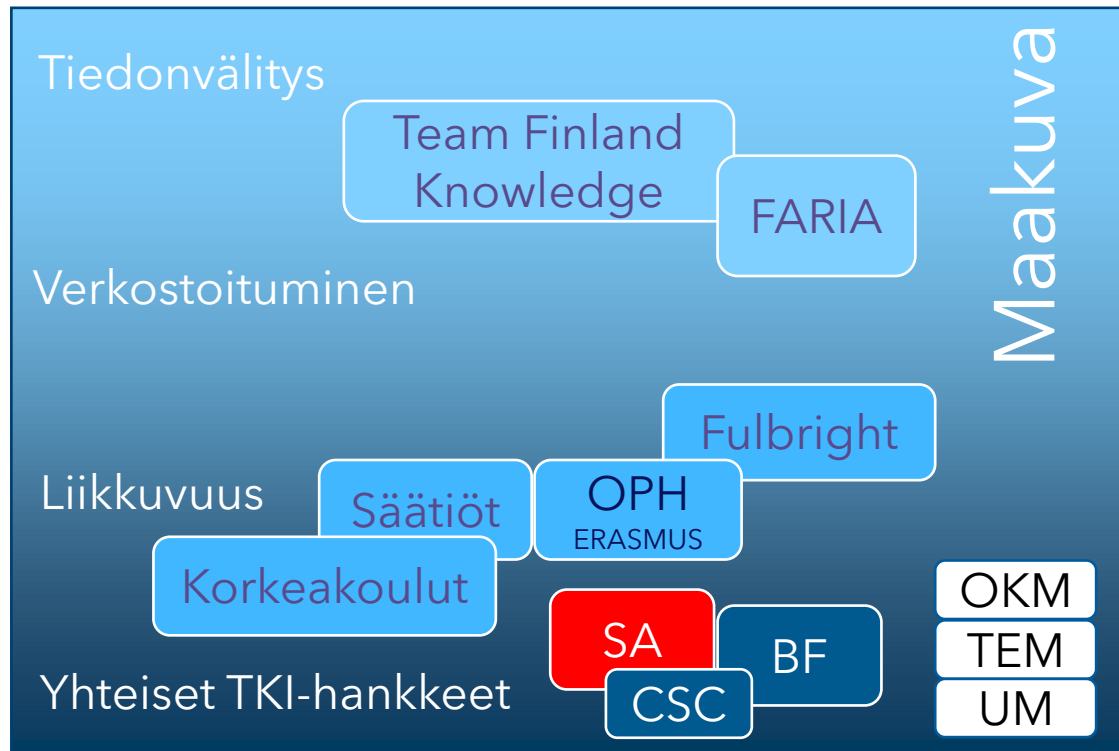 Tiedonvälitys
Maakuva
Team Finland
Knowledge
FARIA
Verkostoituminen
Fulbright
Liikkuvuus
Säätiöt
OPH
ERASMUS
Korkeakoulut
OKM
SA
BF
TEM
Yhteiset TKI-hankkeet
CSC
UM